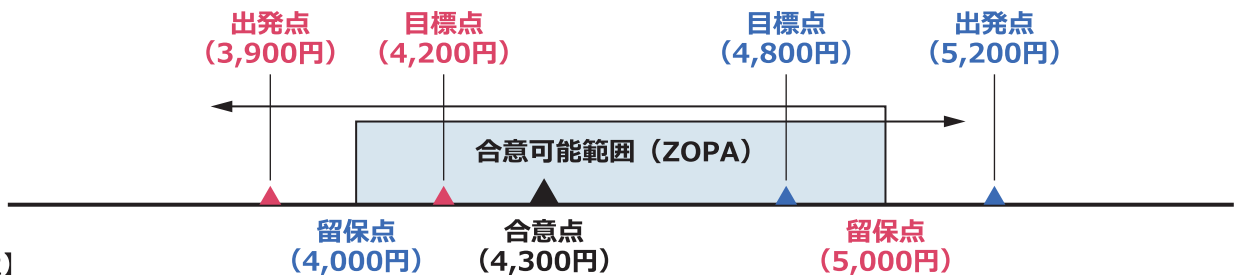 出発点
(3,900円)
目標点
(4,200円)
目標点
(4,800円)
出発点
(5,200円)
合意可能範囲（ZOPA）
留保点
(4,000円)
合意点
(4,300円)
留保点
(5,000円)
】